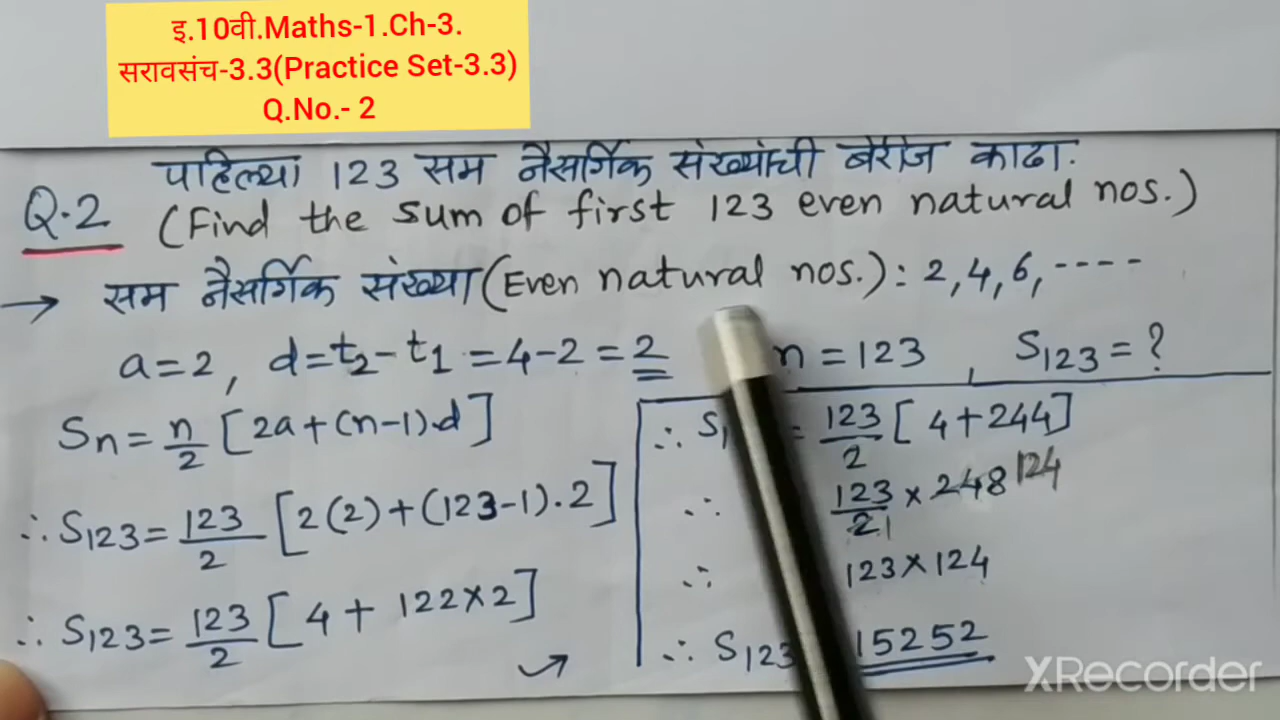 इ.10वी.Maths-1.Ch-3.
सरावसंच-3.3(Practice Set-3.3)
Q.No.- 2
पाहिल्या 123 सम नैसर्गिक संख्यांची बेरीज काढा.
Q.2 (Find the sum of first 123 even natural nos.)
→ सम नैसर्गिक संख्या (Even natural nos.) : 2, 4, 6, ----
a=2, d=t₂-t₁=4-2=2 n=123, S₁₂₃=?
Sn=n/2 [2a+(n-1).d]
∴ S₁₂₃=123/2 [2(2)+(123-1).2]
∴ S₁₂₃=123/2 [4+122×2]
∴ S = 123/2 [4+244]
∴ 123/2 1 × 248 124
∴ 123×124
∴ S₁₂₃ 15252
XRecorder